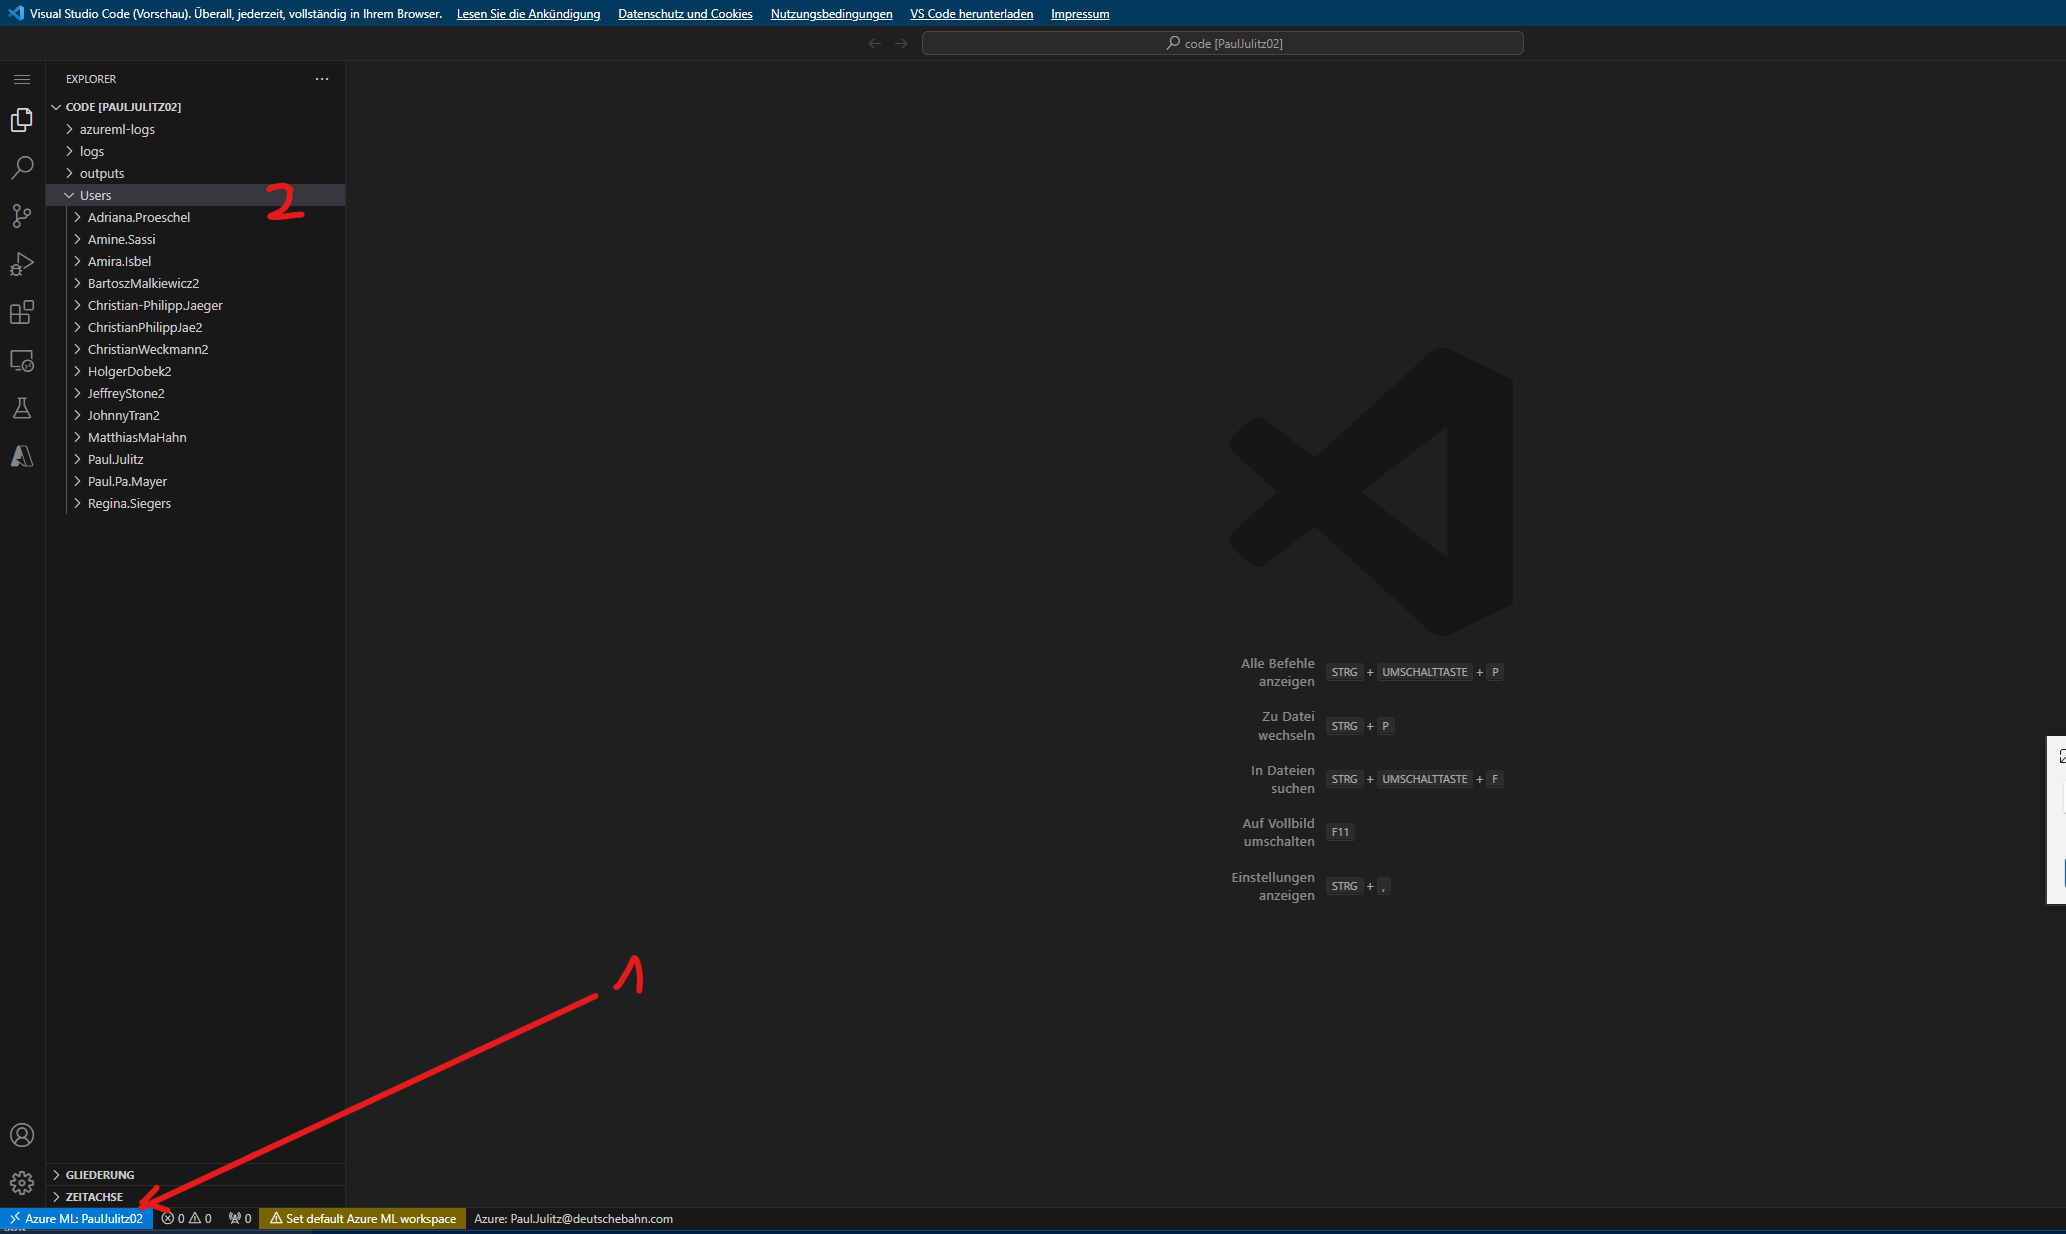 Visual Studio Code (Vorschau). Überall, jederzeit, vollständig in Ihrem Browser. Lesen Sie die Ankündigung Datenschutz und Cookies Nutzungsbedingungen VS Code herunterladen Impressum
code [PaulJulitz02]
EXPLORER
CODE [PAULJULITZ02]
azureml-logs
logs
outputs
Users
2
Adriana.Proeschel
Amine.Sassi
Amira.Isbel
BartoszMalkiewicz2
Christian-Philipp.Jaeger
ChristianPhilippJae2
ChristianWeckmann2
HolgerDobek2
JeffreyStone2
JohnnyTran2
MatthiasMaHahn
Paul.Julitz
Paul.Pa.Mayer
Regina.Siegers
Alle Befehle
anzeigen
STRG + UMSCHALTTASTE + P
Zu Datei
wechseln
STRG + P
In Dateien
suchen
STRG + UMSCHALTTASTE + F
Auf Vollbild
umschalten
F11
Einstellungen
anzeigen
STRG + ,
1
GLIEDERUNG
ZEITACHSE
Azure ML: PaulJulitz02 0 0 0 Set default Azure ML workspace Azure: Paul.Julitz@deutschebahn.com